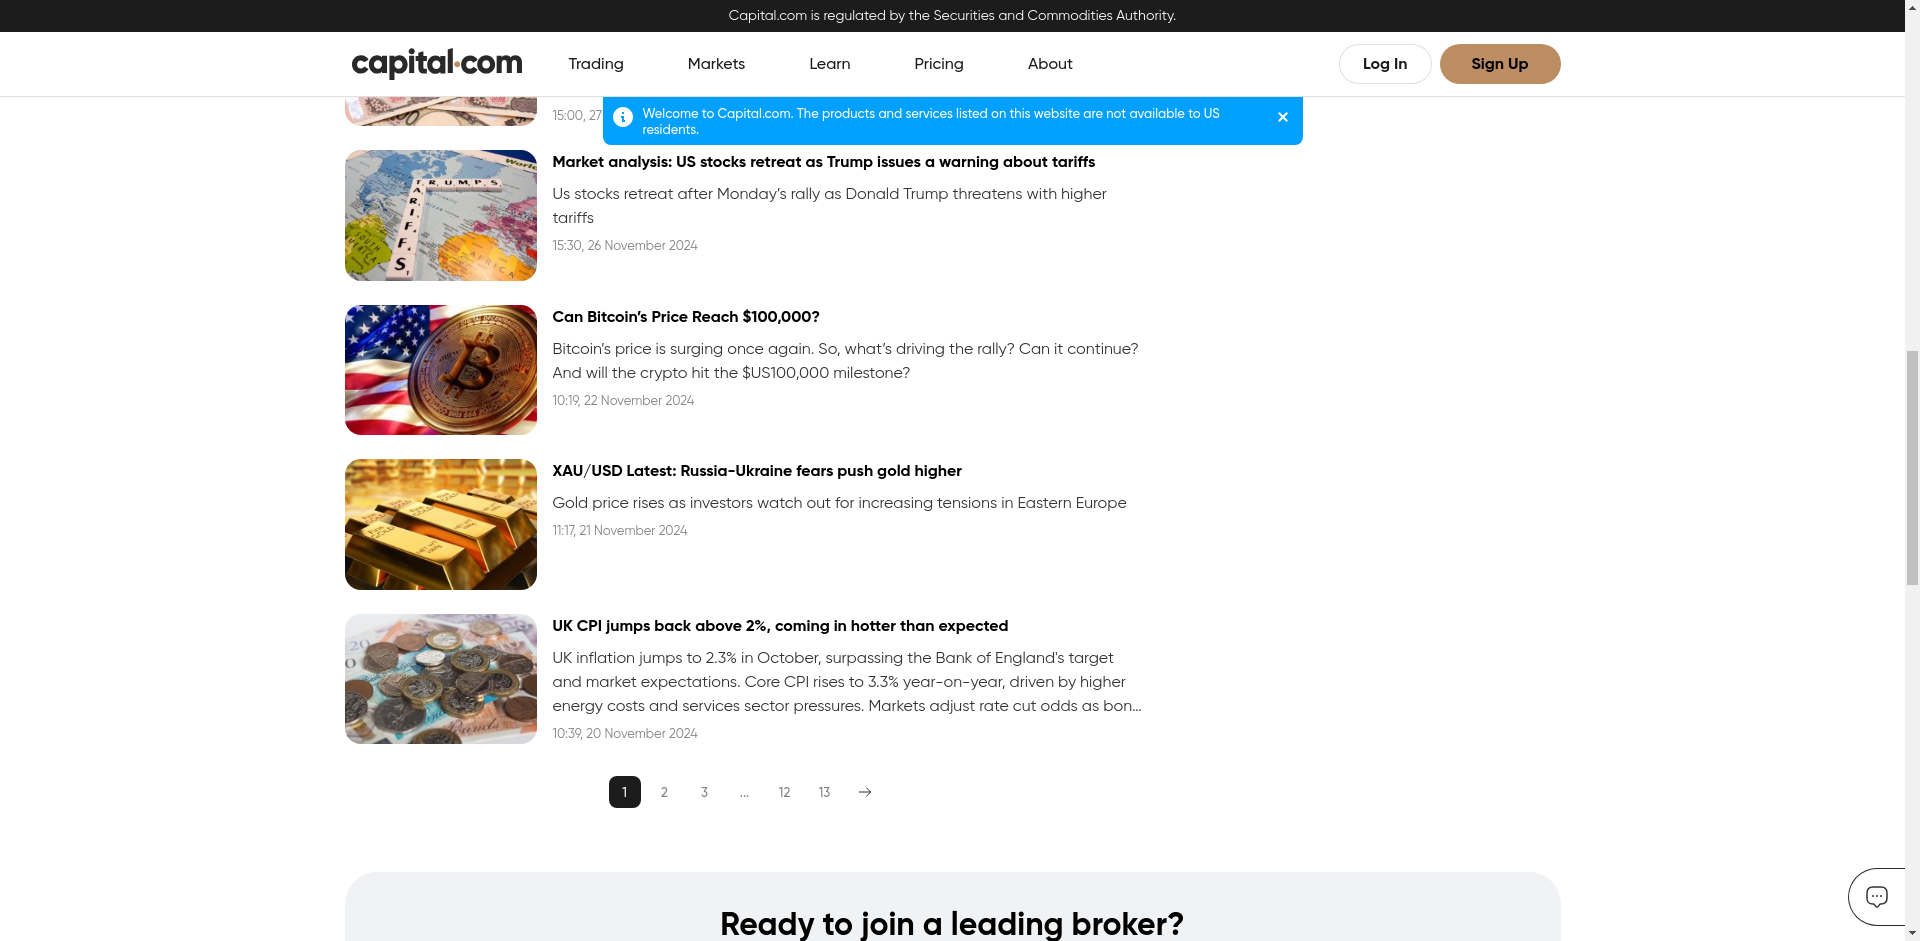 Capital.com is regulated by the Securities and Commodities Authority.
capital.com
Trading
Markets
Learn
Pricing
About
Log In
Sign Up
15:00, 27
Welcome to Capital.com. The products and services listed on this website are not available to US
residents.
Market analysis: US stocks retreat as Trump issues a warning about tariffs
Us stocks retreat after Monday’s rally as Donald Trump threatens with higher
tariffs
15:30, 26 November 2024
TRUMPS
TARIFFS
SOUTH
AMERICA
AFRICA
World
Can Bitcoin’s Price Reach $100,000?
Bitcoin’s price is surging once again. So, what’s driving the rally? Can it continue?
And will the crypto hit the $US100,000 milestone?
10:19, 22 November 2024
XAU/USD Latest: Russia-Ukraine fears push gold higher
Gold price rises as investors watch out for increasing tensions in Eastern Europe
11:17, 21 November 2024
UK CPI jumps back above 2%, coming in hotter than expected
UK inflation jumps to 2.3% in October, surpassing the Bank of England's target
and market expectations. Core CPI rises to 3.3% year-on-year, driven by higher
energy costs and services sector pressures. Markets adjust rate cut odds as bon...
10:39, 20 November 2024
1
2
3
...
12
13
Ready to join a leading broker?